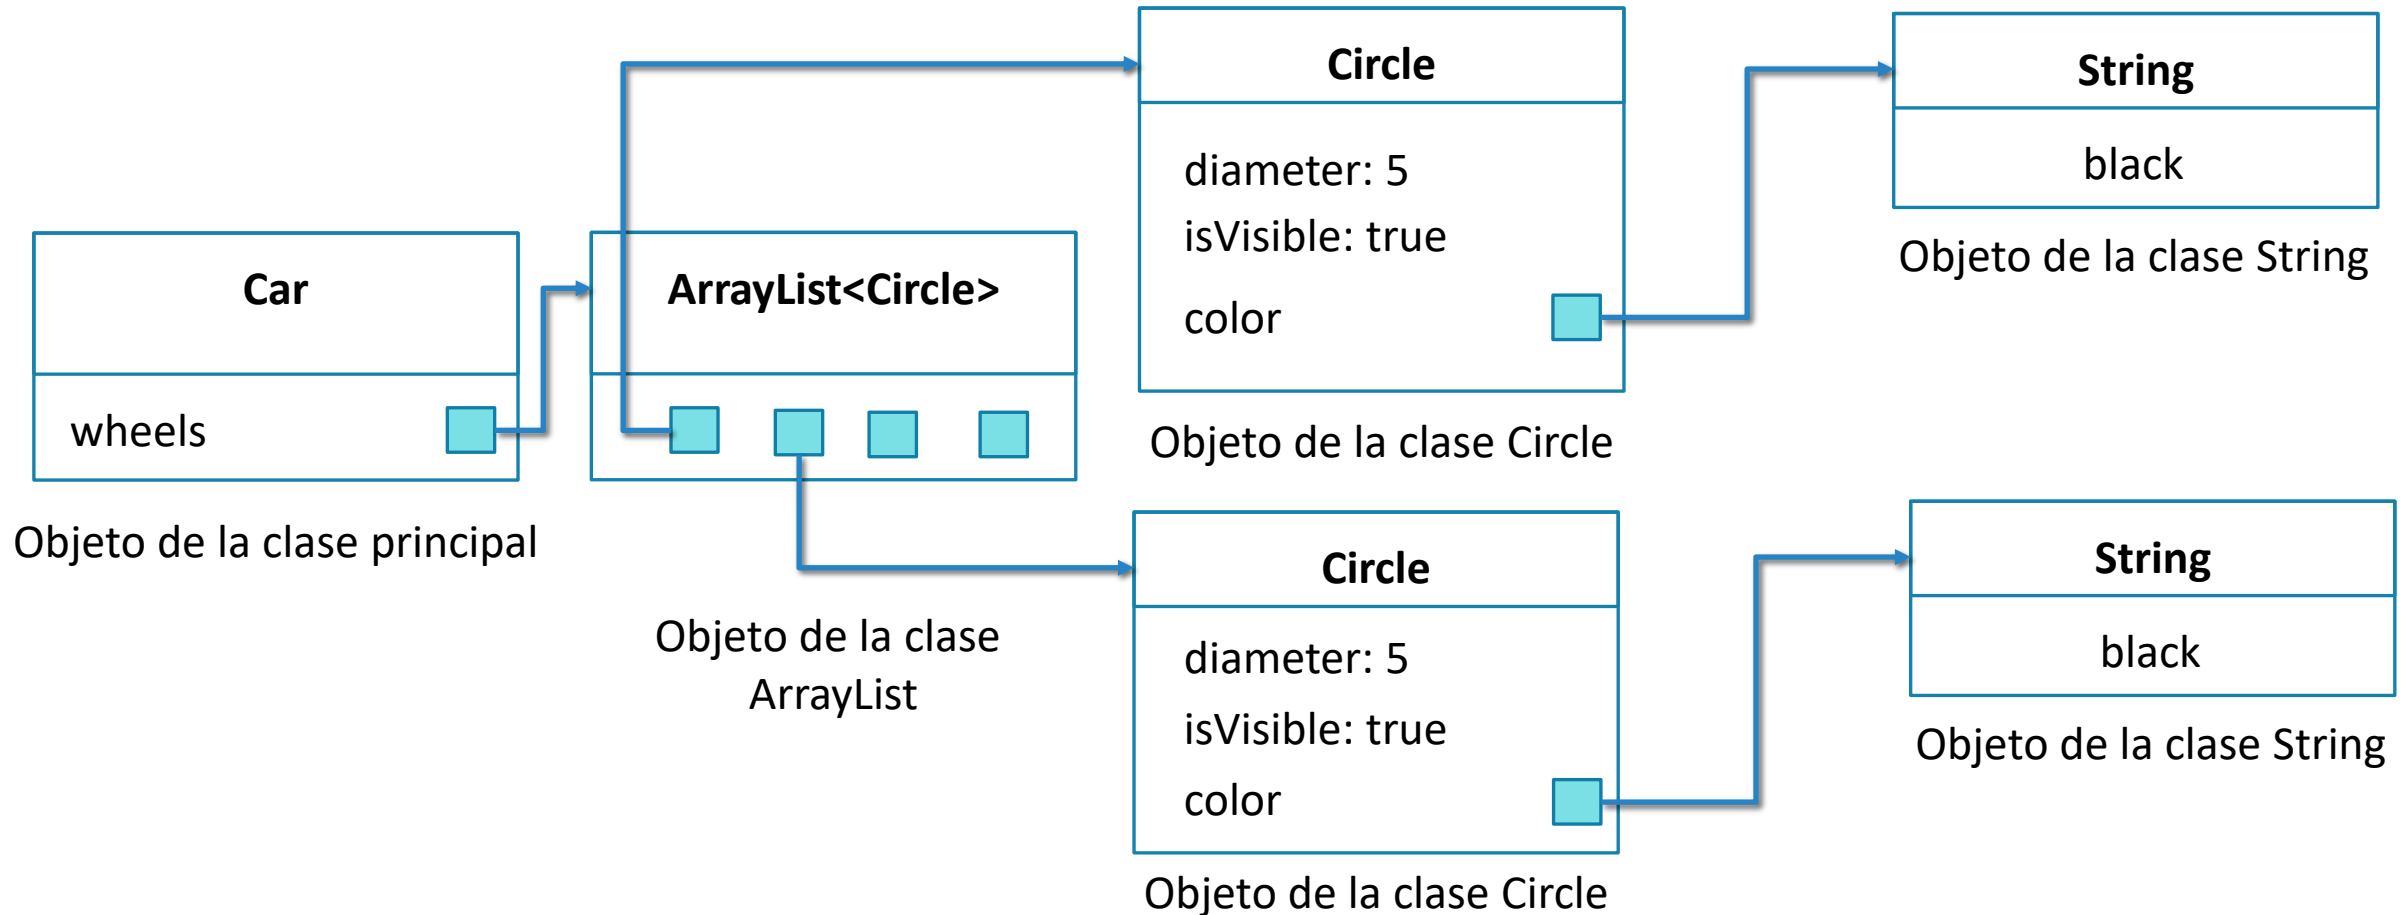 Car
wheels
Objeto de la clase principal
ArrayList<Circle>
Objeto de la clase
ArrayList
Circle
diameter: 5
isVisible: true
color
Objeto de la clase Circle
String
black
Objeto de la clase String
Circle
diameter: 5
isVisible: true
color
Objeto de la clase Circle
String
black
Objeto de la clase String